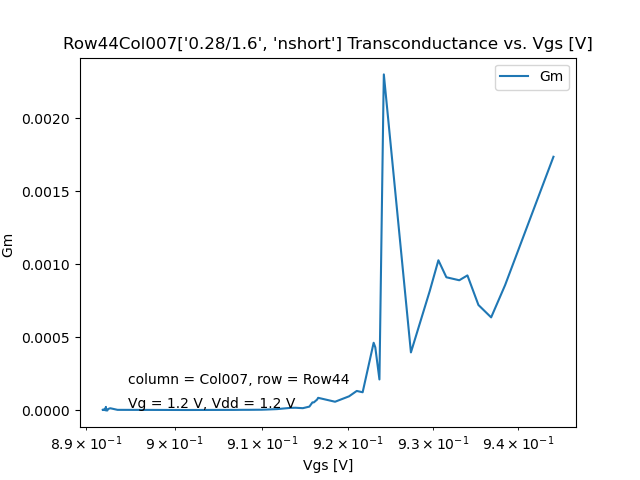 Row44Col007['0.28/1.6', 'nshort'] Transconductance vs. Vgs [V]
Gm
0.0020
0.0015
0.0010
0.0005
0.0000
Gm
column = Col007, row = Row44
Vg = 1.2 V, Vdd = 1.2 V
8.9 × 10⁻¹ 9 × 10⁻¹ 9.1 × 10⁻¹ 9.2 × 10⁻¹ 9.3 × 10⁻¹ 9.4 × 10⁻¹
Vgs [V]